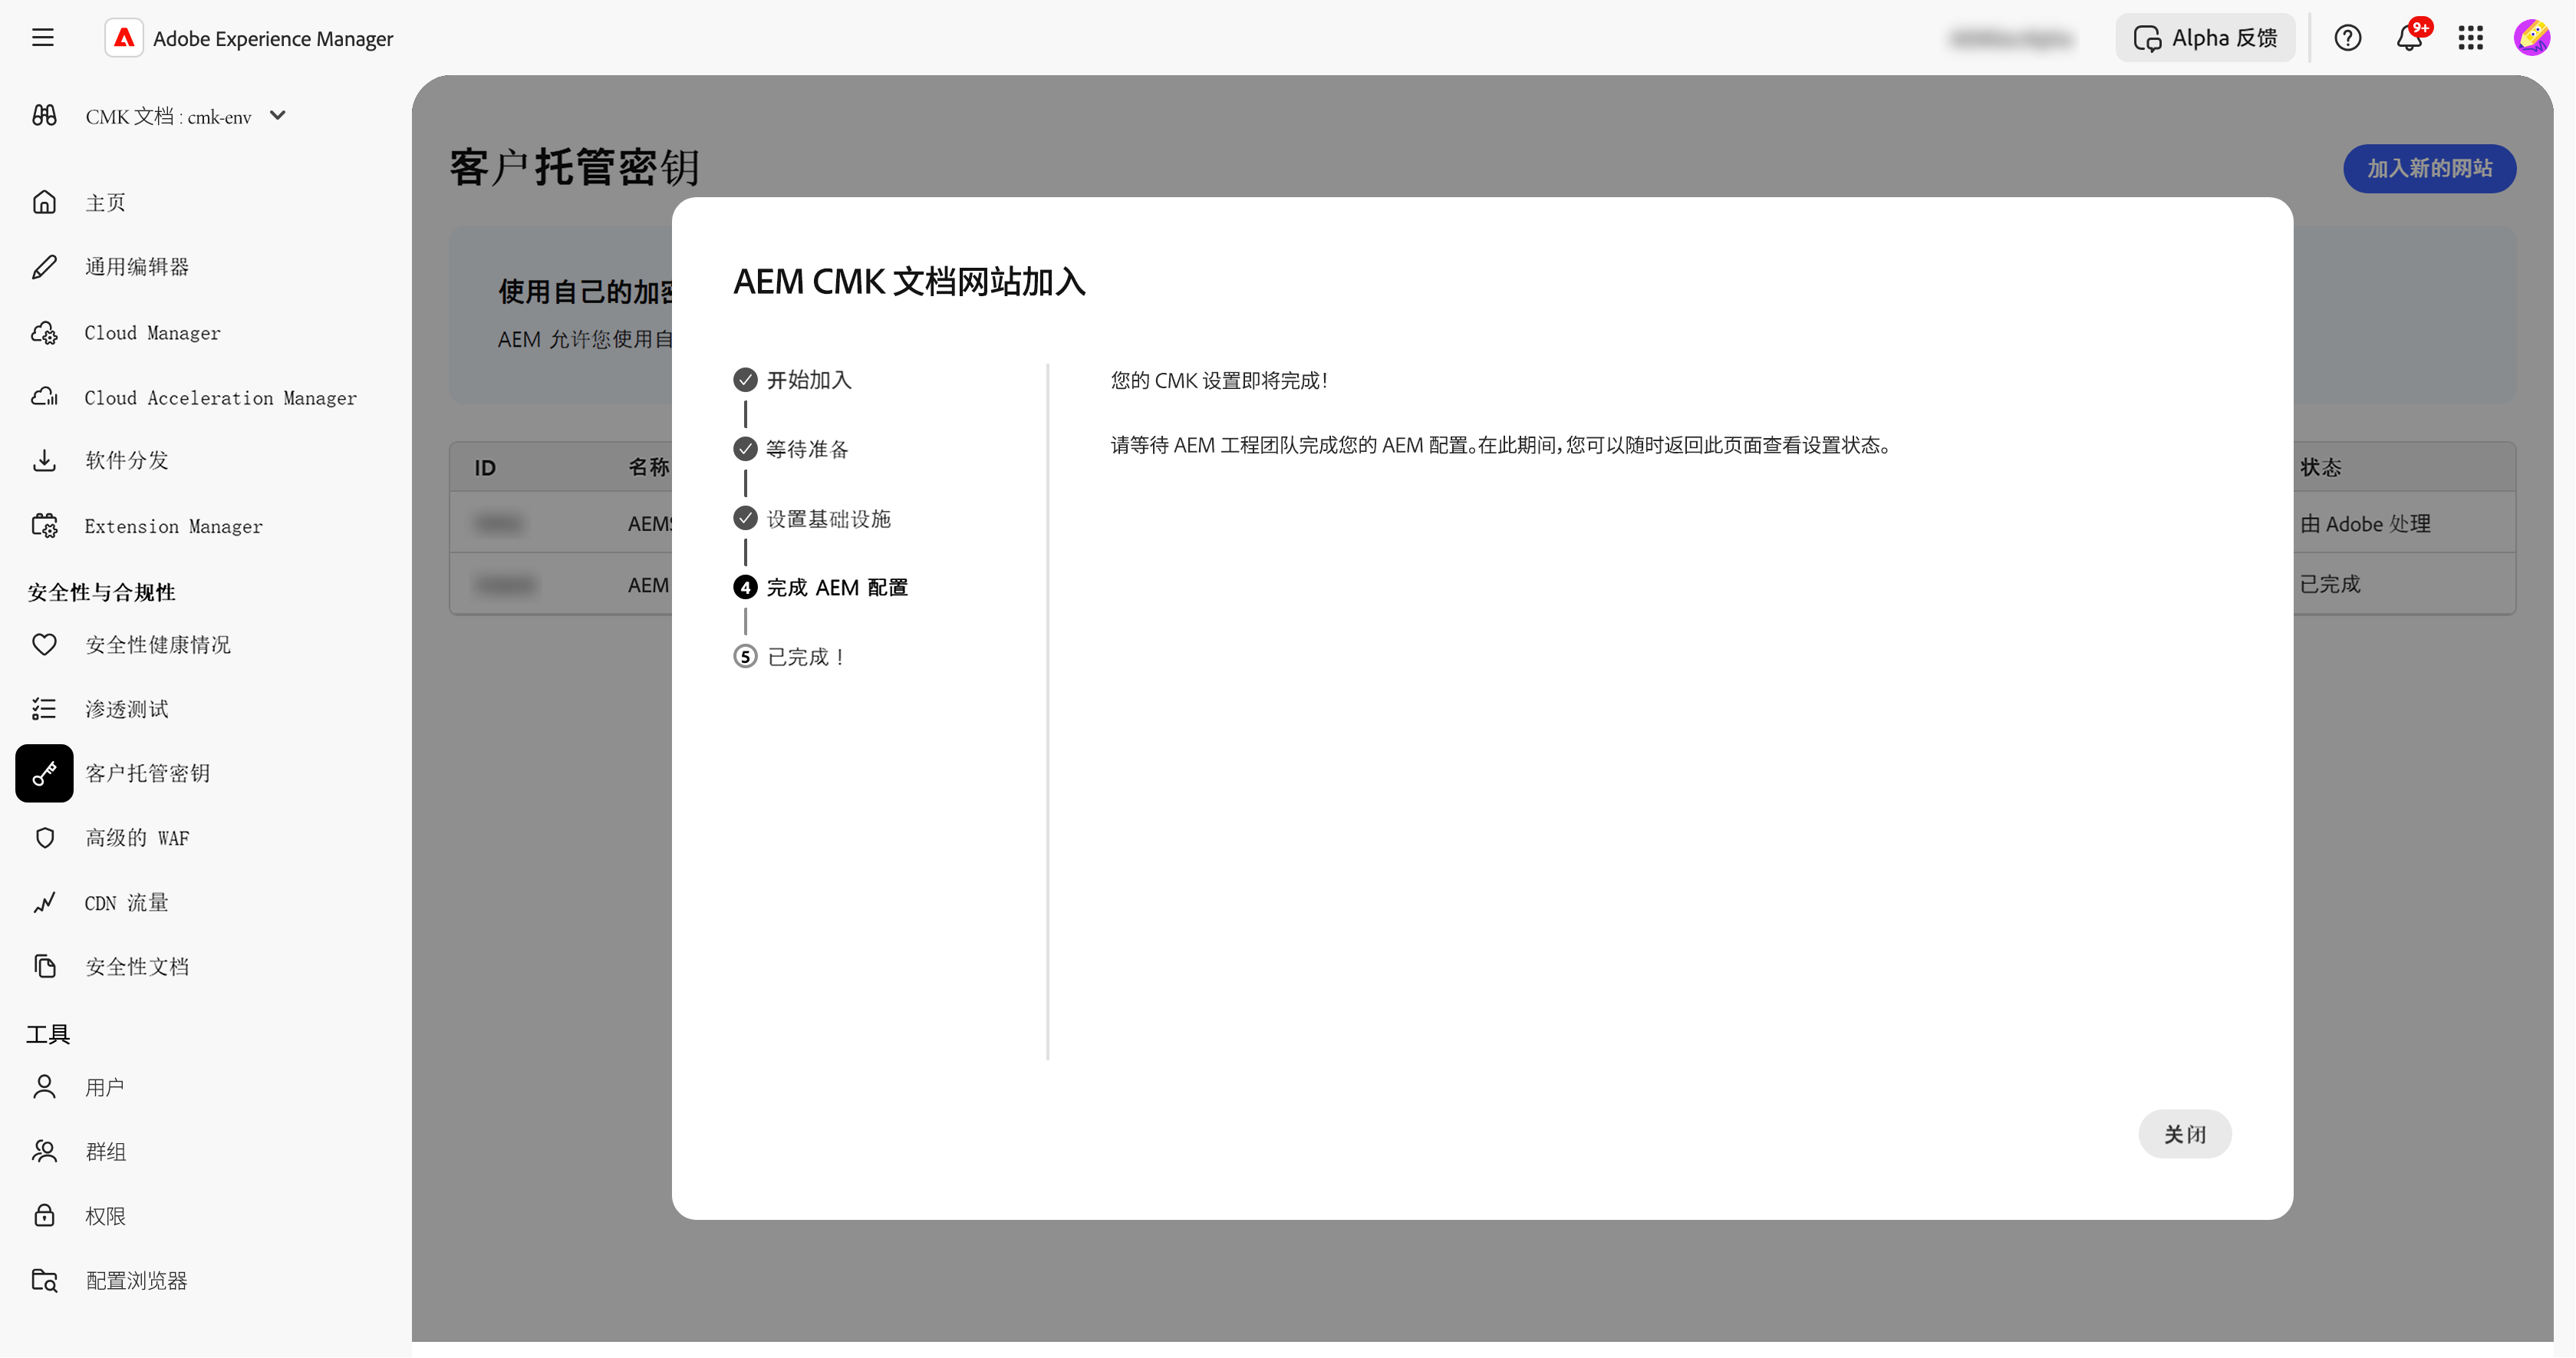 Adobe Experience Manager
Alpha 反馈
9+
CMK 文档 : cmk-env
主页
通用编辑器
Cloud Manager
Cloud Acceleration Manager
软件分发
Extension Manager
安全性与合规性
安全性健康情况
渗透测试
客户托管密钥
高级的 WAF
CDN 流量
安全性文档
工具
用户
群组
权限
配置浏览器
客户托管密钥
加入新的网站
使用自己的加密
AEM 允许您使用自
ID
名称
状态
由 Adobe 处理
AEM
已完成
AEM CMK 文档网站加入
开始加入
等待准备
设置基础设施
4 完成 AEM 配置
5 已完成！
您的 CMK 设置即将完成！
请等待 AEM 工程团队完成您的 AEM 配置。在此期间，您可以随时返回此页面查看设置状态。
关闭